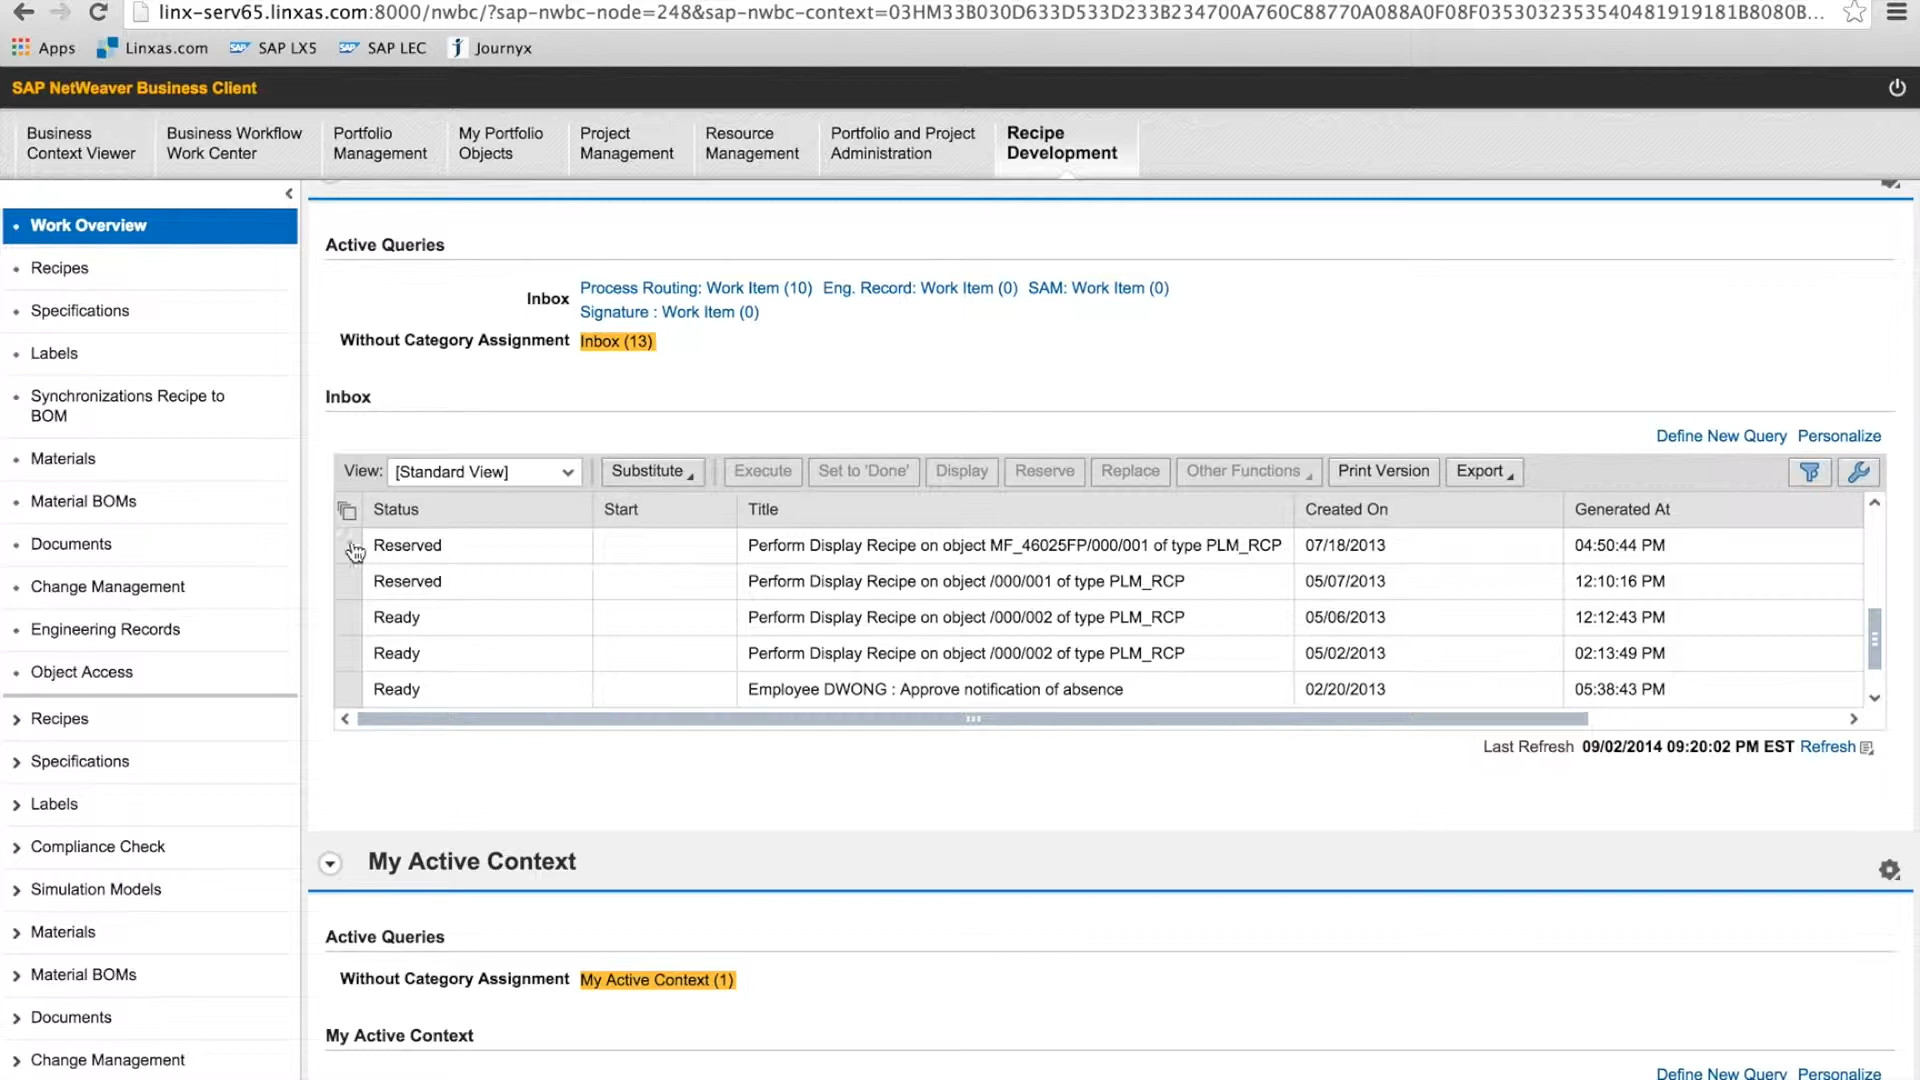 linx-serv65.linxas.com:8000/nwbc/?sap-nwbc-node=248&sap-nwbc-context=03HM33B030D633D533D233B234700A760C88770A088A0F08F03530323535404819191​81B8080B...
Apps Linxas.com SAP SAP LX5 SAP SAP LEC j Journyx
SAP NetWeaver Business Client
Business Context Viewer
Business Workflow Work Center
Portfolio Management
My Portfolio Objects
Project Management
Resource Management
Portfolio and Project Administration
Recipe Development
Work Overview
Recipes
Specifications
Labels
Synchronizations Recipe to
BOM
Materials
Material BOMs
Documents
Change Management
Engineering Records
Object Access
Recipes
Specifications
Labels
Compliance Check
Simulation Models
Materials
Material BOMs
Documents
Change Management
Active Queries
Inbox Process Routing: Work Item (10) Eng. Record: Work Item (0) SAM: Work Item (0)
Signature : Work Item (0)
Without Category Assignment Inbox (13)
Inbox
Define New Query Personalize
View: [Standard View] Substitute Execute Set to 'Done' Display Reserve Replace Other Functions Print Version Export
Status Start Title Created On Generated At
Reserved Perform Display Recipe on object MF_46025FP/000/001 of type PLM_RCP 07/18/2013 04:50:44 PM
Reserved Perform Display Recipe on object /000/001 of type PLM_RCP 05/07/2013 12:10:16 PM
Ready Perform Display Recipe on object /000/002 of type PLM_RCP 05/06/2013 12:12:43 PM
Ready Perform Display Recipe on object /000/002 of type PLM_RCP 05/02/2013 02:13:49 PM
Ready Employee DWONG : Approve notification of absence 02/20/2013 05:38:43 PM
Last Refresh 09/02/2014 09:20:02 PM EST Refresh
My Active Context
Active Queries
Without Category Assignment My Active Context (1)
My Active Context
Define New Query Personalize